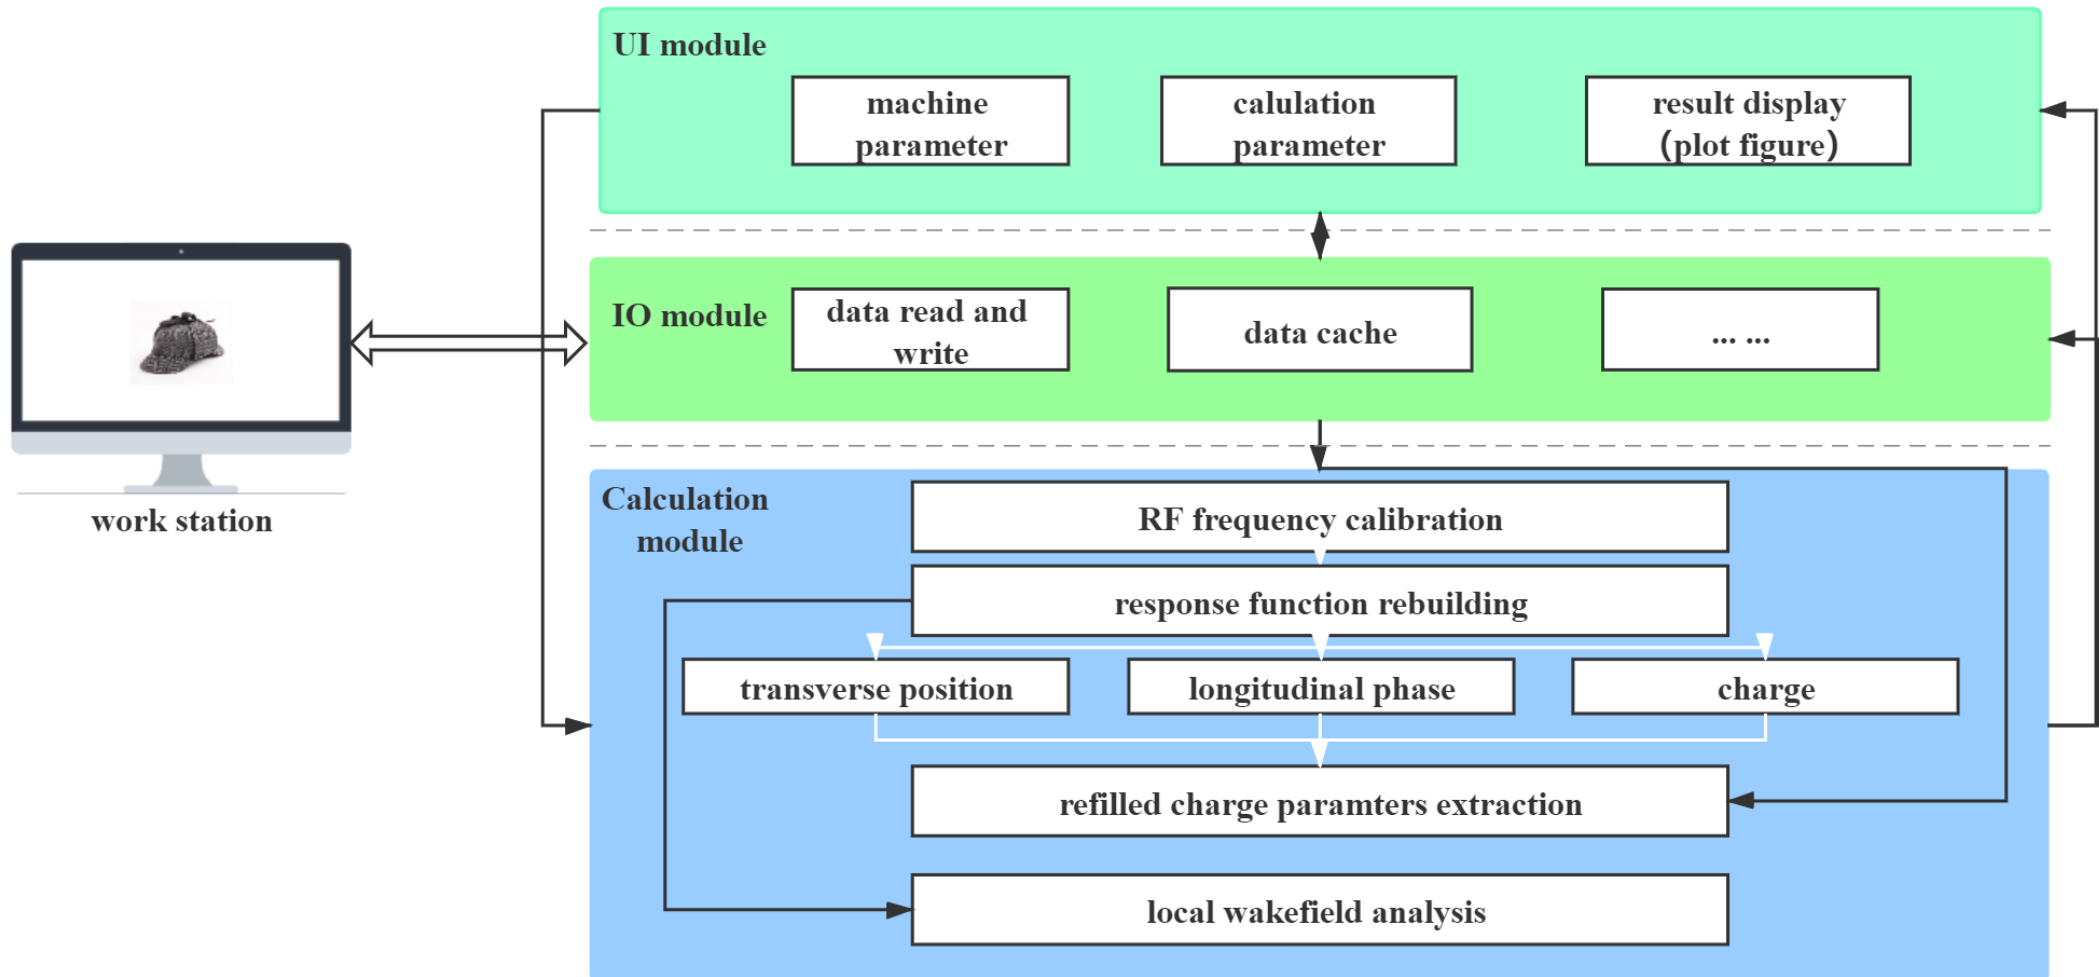 UI module
machine
parameter
calulation
parameter
result display
(plot figure)
IO module
data read and
write
data cache
... ...
work station
Calculation
module
RF frequency calibration
response function rebuilding
transverse position
longitudinal phase
charge
refilled charge paramters extraction
local wakefield analysis